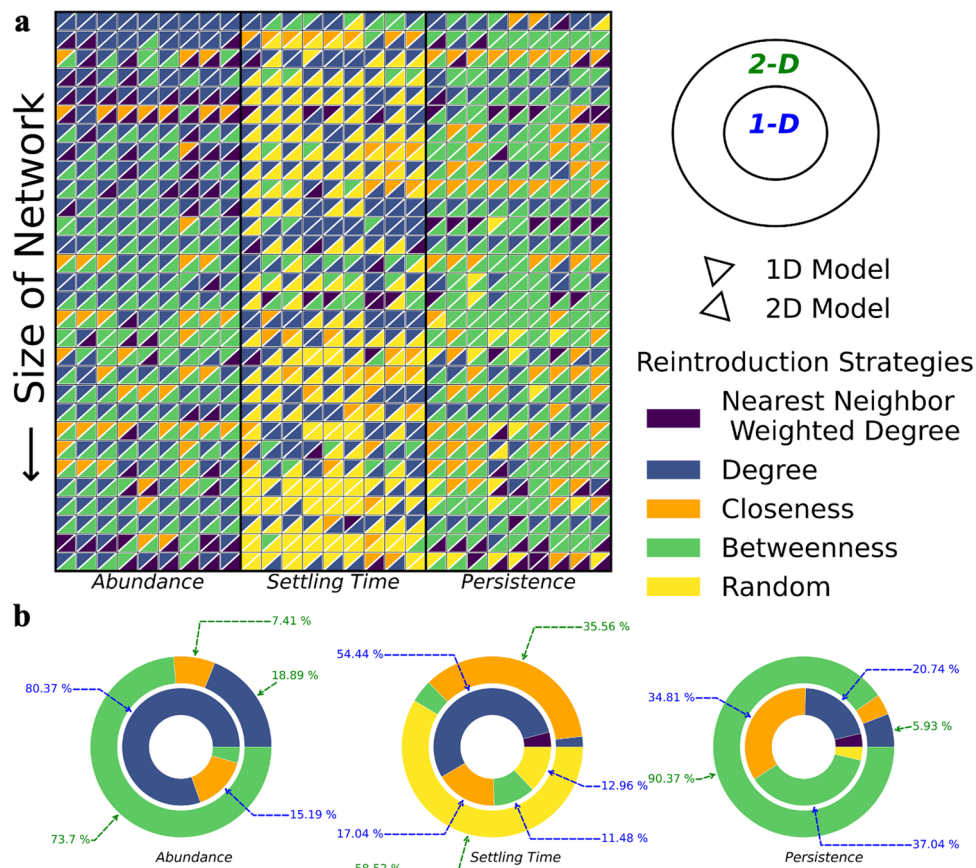 a
Size of Network
2-D
1-D
1D Model
2D Model
Reintroduction Strategies
Nearest Neighbor
Weighted Degree
Degree
Closeness
Betweenness
Random
Abundance
Settling Time
Persistence
b
7.41 %
18.89 %
80.37 %
15.19 %
73.7 %
Abundance
35.56 %
54.44 %
12.96 %
11.48 %
17.04 %
58.52 %
Settling Time
20.74 %
34.81 %
5.93 %
90.37 %
37.04 %
Persistence